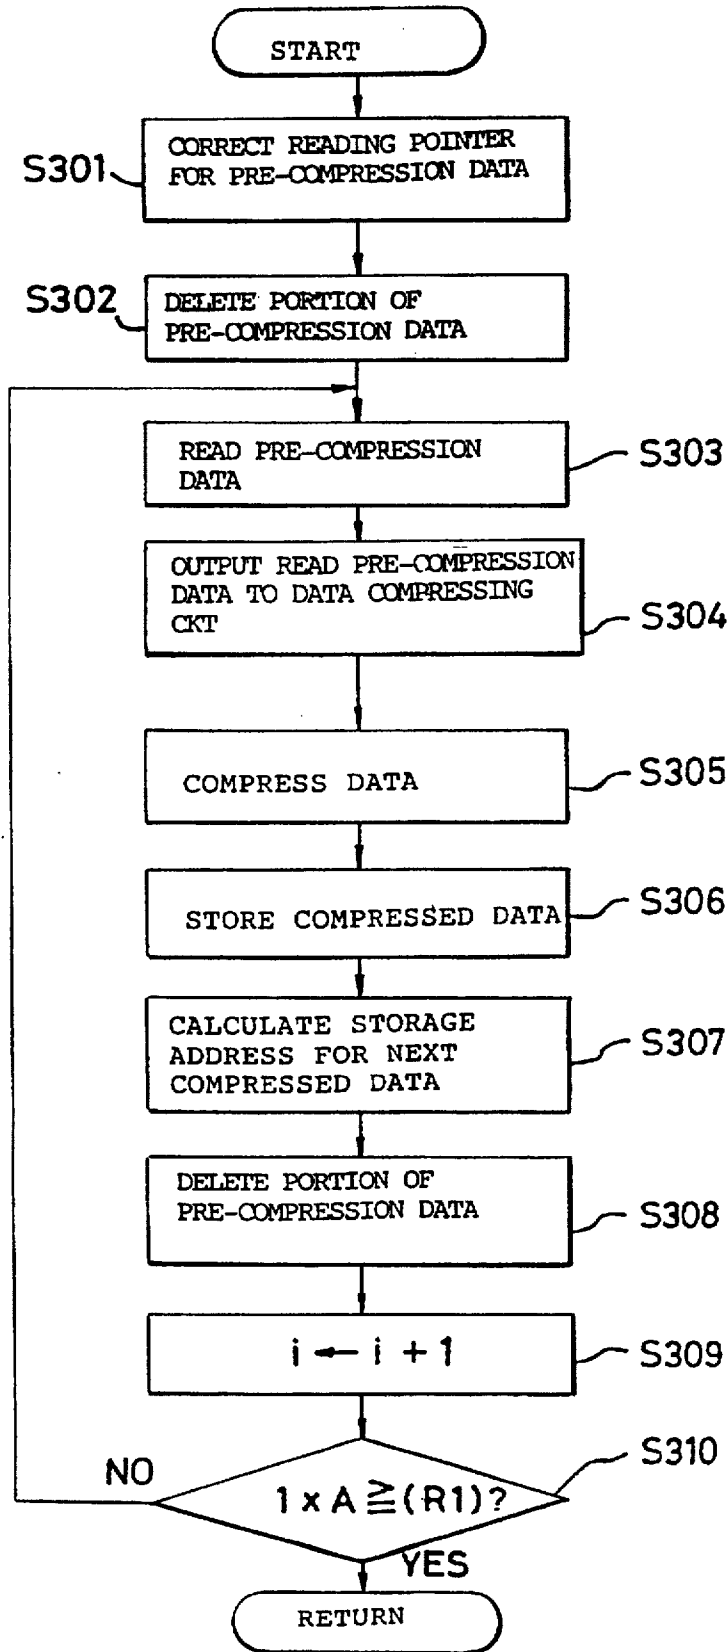 START
S301
CORRECT READING POINTER
FOR PRE-COMPRESSION DATA
S302
DELETE PORTION OF
PRE-COMPRESSION DATA
READ PRE-COMPRESSION
DATA
S303
OUTPUT READ PRE-COMPRESSION
DATA TO DATA COMPRESSING
CKT
S304
COMPRESS DATA
S305
STORE COMPRESSED DATA
S306
CALCULATE STORAGE
ADDRESS FOR NEXT
COMPRESSED DATA
S307
DELETE PORTION OF
PRE-COMPRESSION DATA
S308
i ← i + 1
S309
S310
NO
1 x A ≧ (R1)?
YES
RETURN